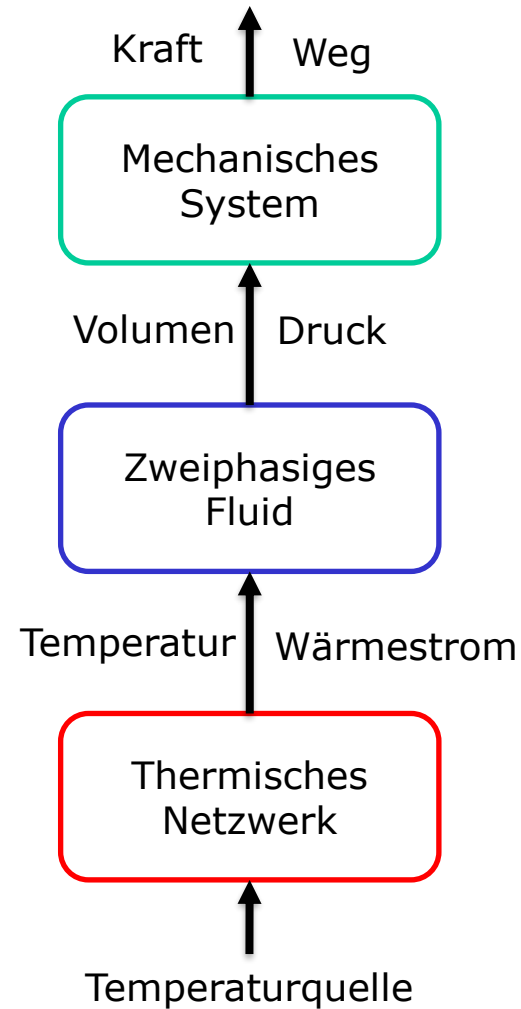 Kraft Weg
Mechanisches
System
Volumen Druck
Zweiphasiges
Fluid
Temperatur Wärmestrom
Thermisches
Netzwerk
Temperaturquelle